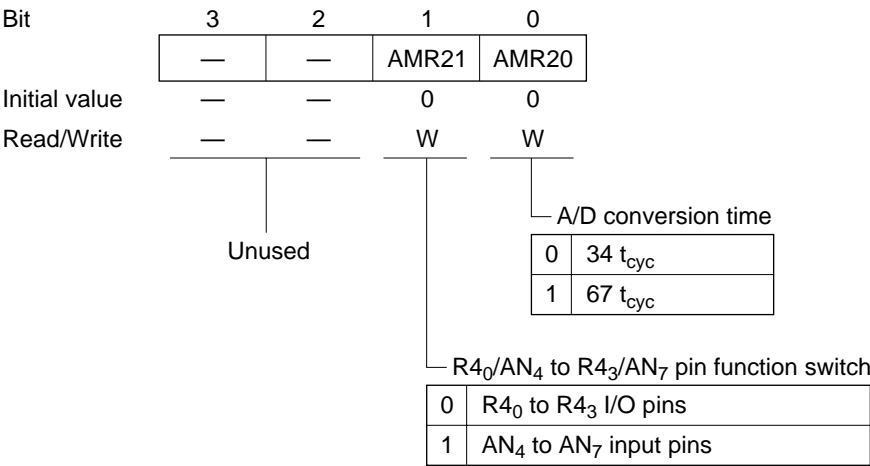 Bit 3 2 1 0
— — AMR21 AMR20
Initial value — — 0 0
Read/Write — — W W
A/D conversion time
Unused
0 34 tcyc
1 67 tcyc
R40/AN4 to R43/AN7 pin function switch
0 R40 to R43 I/O pins
1 AN4 to AN7 input pins